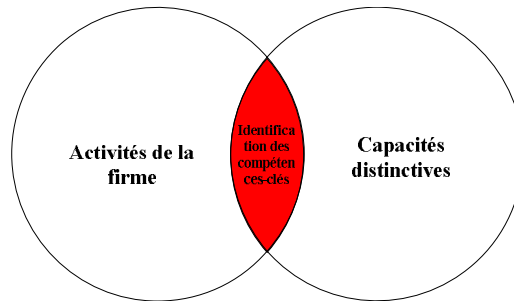 Activités de la
firme
Identifica
tion des
compéten
ces-clés
Capacités
distinctives